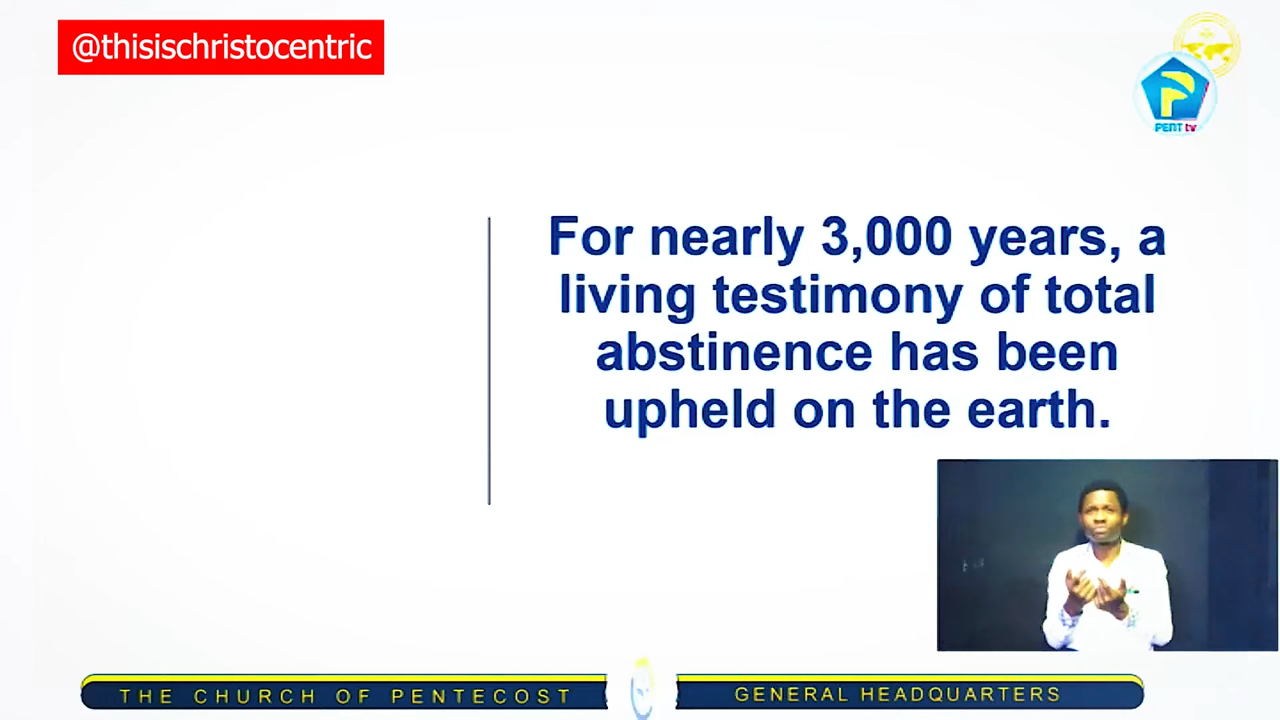 @thisischristocentric
PENT tv
For nearly 3,000 years, a
living testimony of total
abstinence has been
upheld on the earth.
THE CHURCH OF PENTECOST
GENERAL HEADQUARTERS